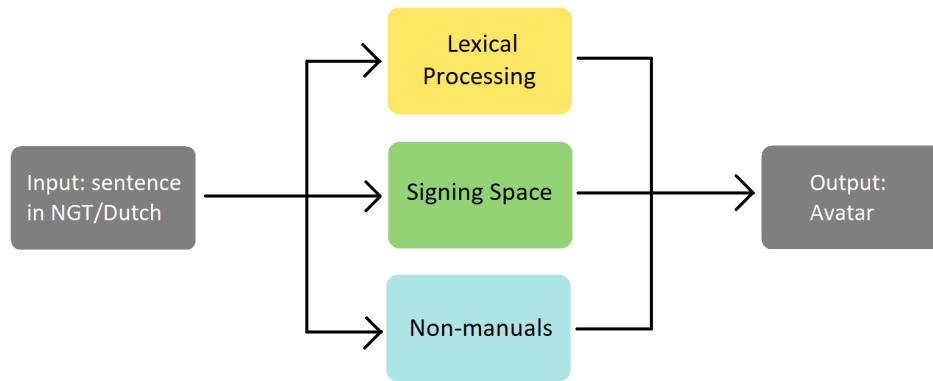 Lexical
Processing
Input: sentence
in NGT/Dutch
Signing Space
Output:
Avatar
Non-manuals